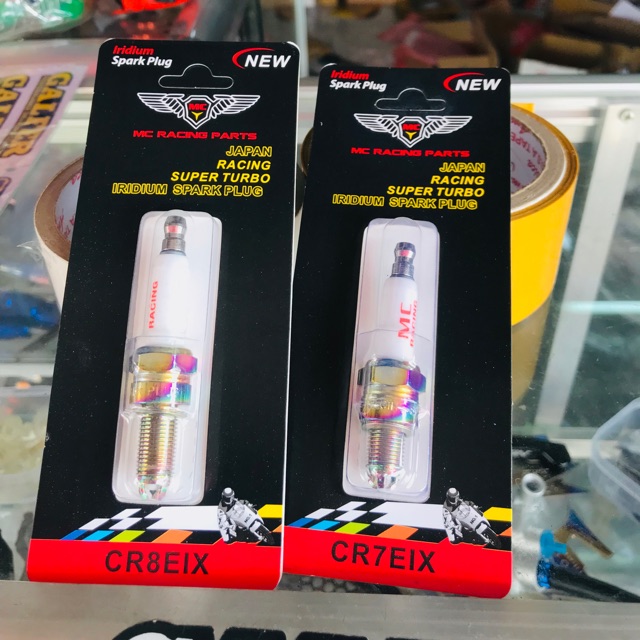 Iridium
Spark Plug
NEW
MC
MC RACING PARTS
JAPAN
RACING
SUPER TURBO
IRIDIUM SPARK PLUG
RACING
CR8EIX
Iridium
Spark Plug
NEW
MC
MC RACING PARTS
JAPAN
RACING
SUPER TURBO
IRIDIUM SPARK PLUG
MC
RACING
CR7EIX